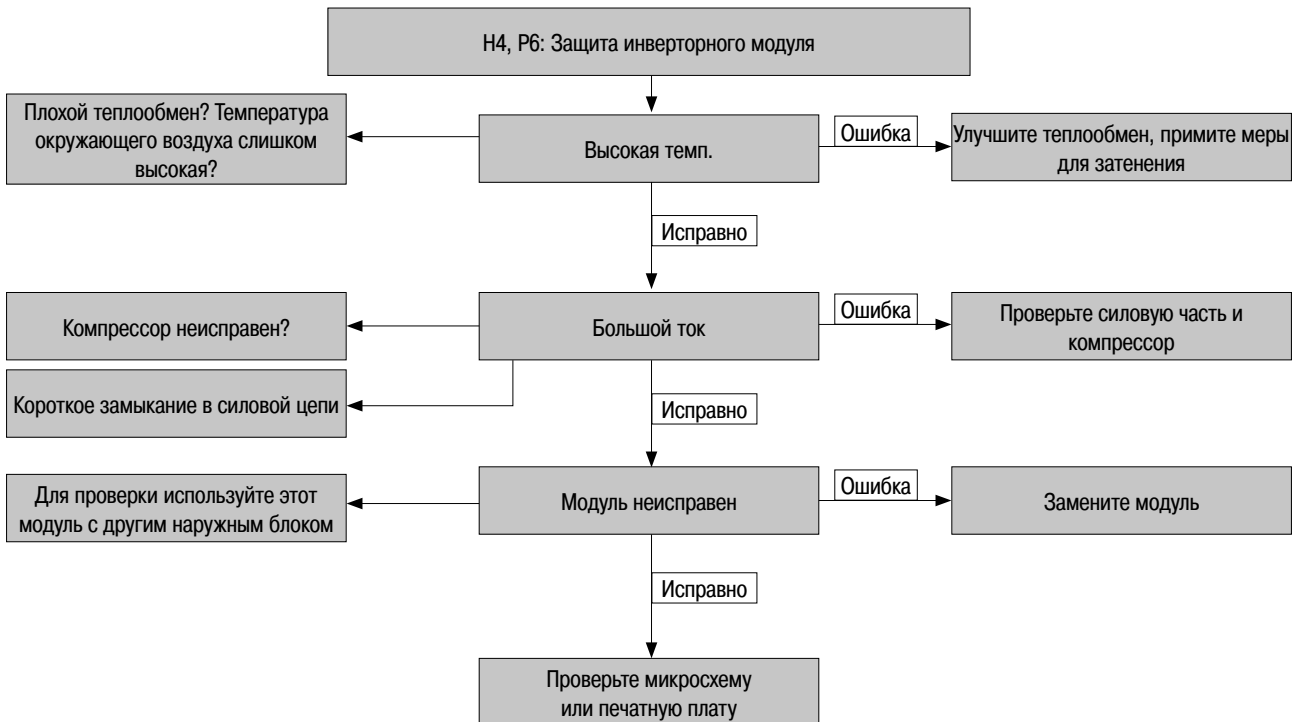 H4, P6: Защита инверторного модуля
Плохой теплообмен? Температура
окружающего воздуха слишком
высокая?
Высокая темп.
Ошибка
Улучшите теплообмен, примите меры
для затенения
Исправно
Компрессор неисправен?
Большой ток
Ошибка
Проверьте силовую часть и
компрессор
Короткое замыкание в силовой цепи
Исправно
Для проверки используйте этот
модуль с другим наружным блоком
Модуль неисправен
Ошибка
Замените модуль
Исправно
Проверьте микросхему
или печатную плату